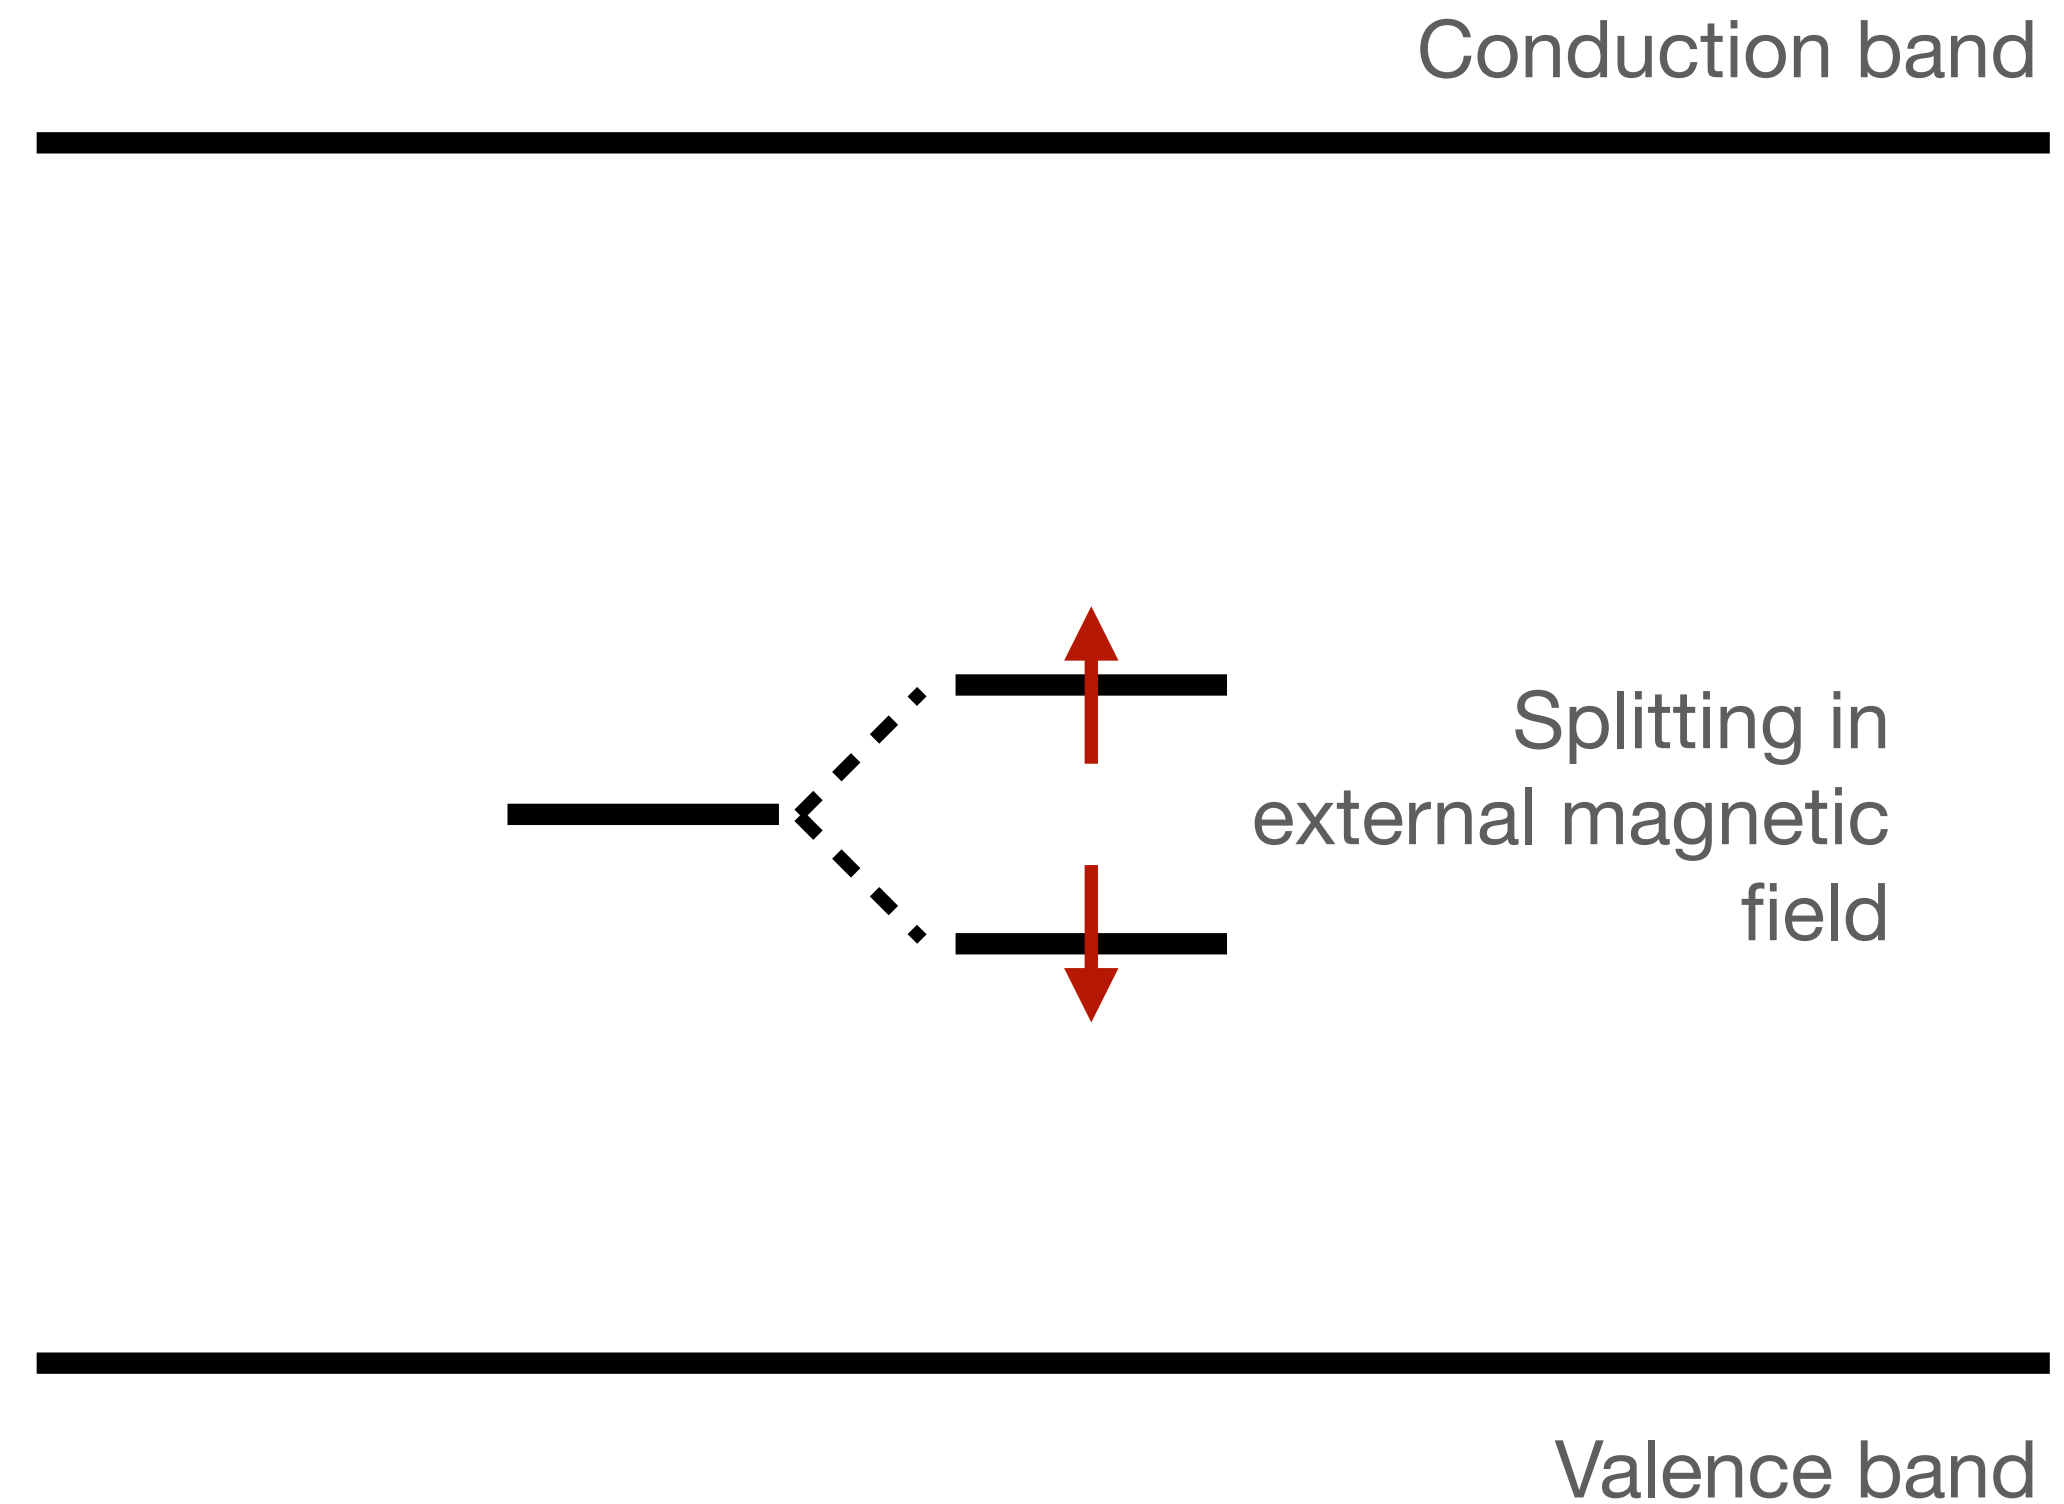 Conduction band
Splitting in
external magnetic
field
Valence band